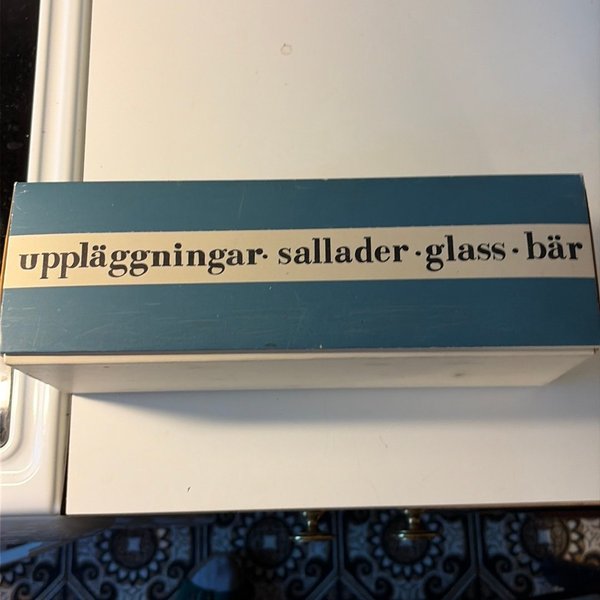 uppläggningar · sallader · glass · bär